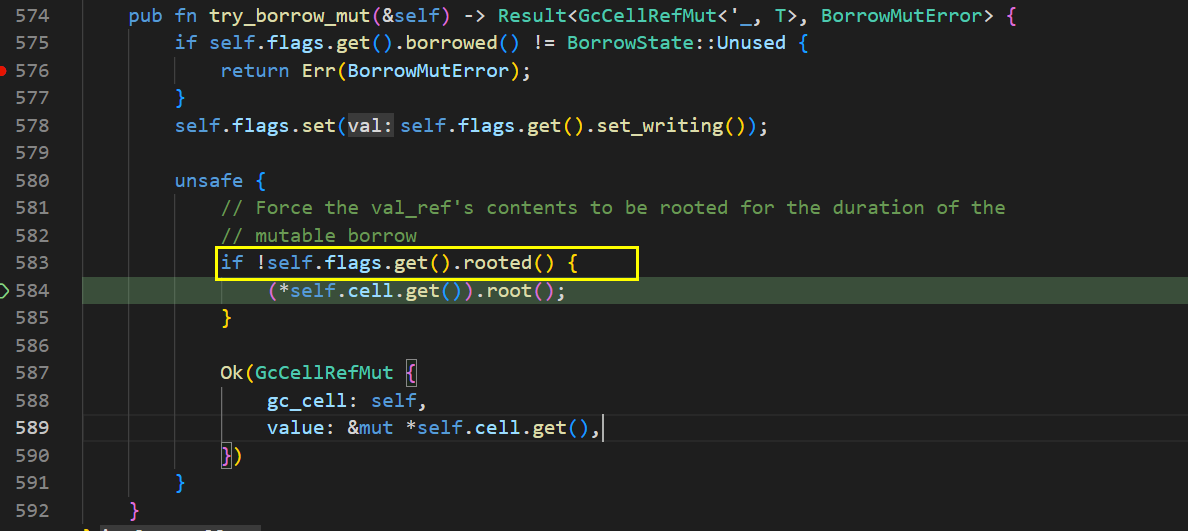 574 pub fn try_borrow_mut(&self) -> Result<GcCellRefMut<'_, T>, BorrowMutError> {
575 if self.flags.get().borrowed() != BorrowState::Unused {
576 return Err(BorrowMutError);
577 }
578 self.flags.set(val: self.flags.get().set_writing());
579
580 unsafe {
581 // Force the val_ref's contents to be rooted for the duration of the
582 // mutable borrow
583 if !self.flags.get().rooted() {
584 (*self.cell.get()).root();
585 }
586
587 Ok(GcCellRefMut {
588 gc_cell: self,
589 value: &mut *self.cell.get(),
590 })
591 }
592 }